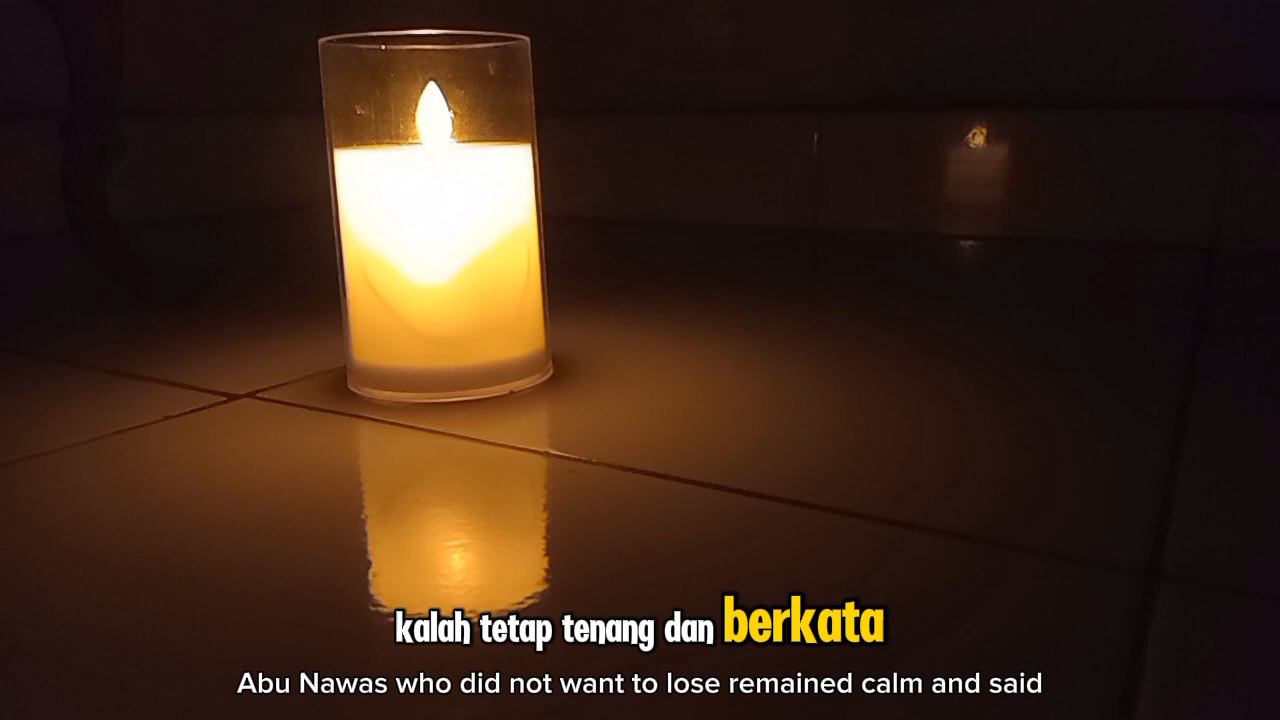 kalah tetap tenang dan berkata
Abu Nawas who did not want to lose remained calm and said